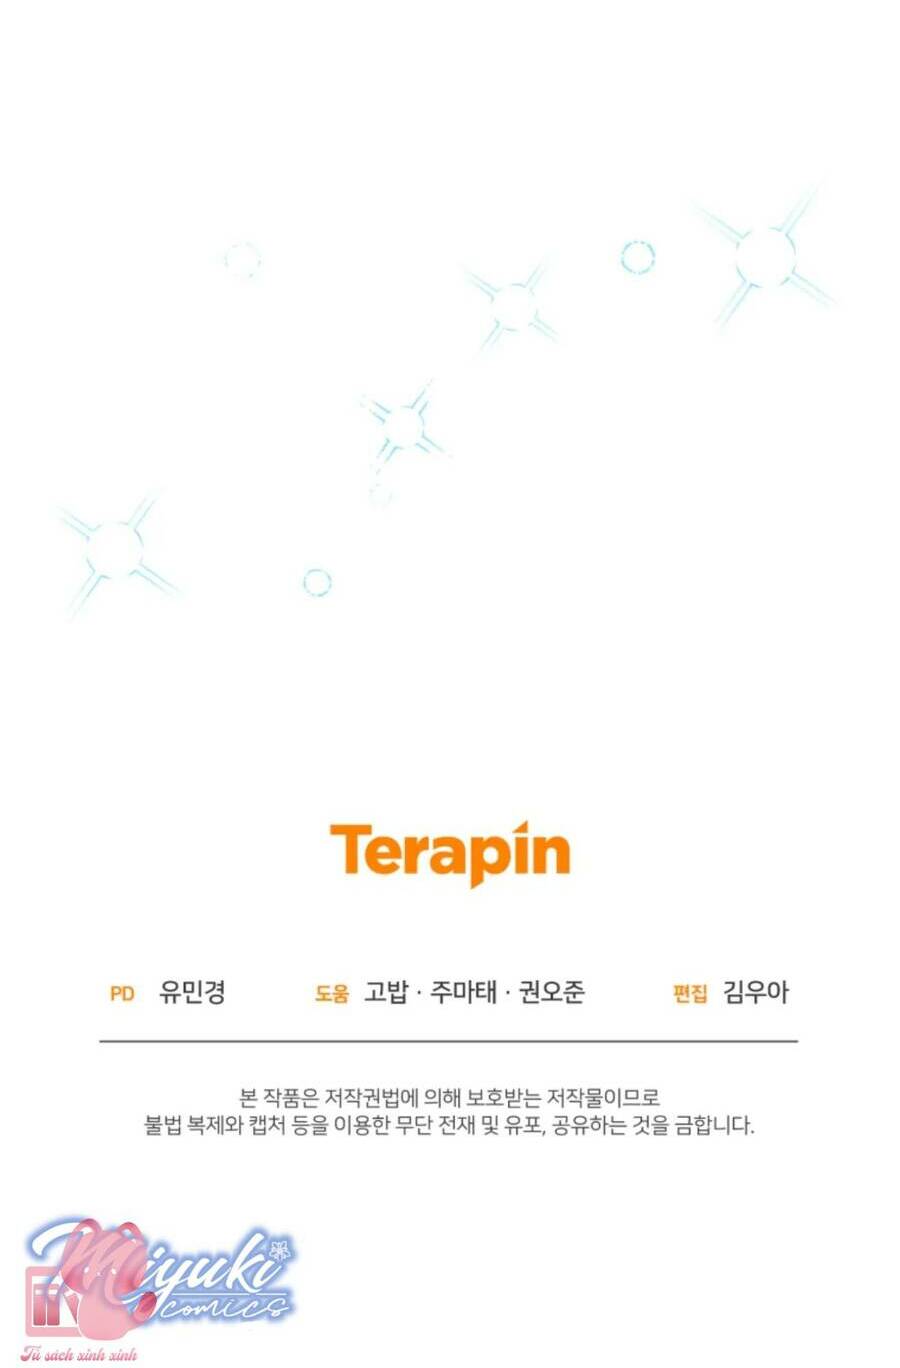 Terapin
PD 유민경 도움 고밥 · 주마태 · 권오준 편집 김우아
본 작품은 저작권법에 의해 보호받는 저작물이므로
불법 복제와 캡처 등을 이용한 무단 전재 및 유포, 공유하는 것을 금합니다.
Miyuki
comics
Tủ sách xinh xinh